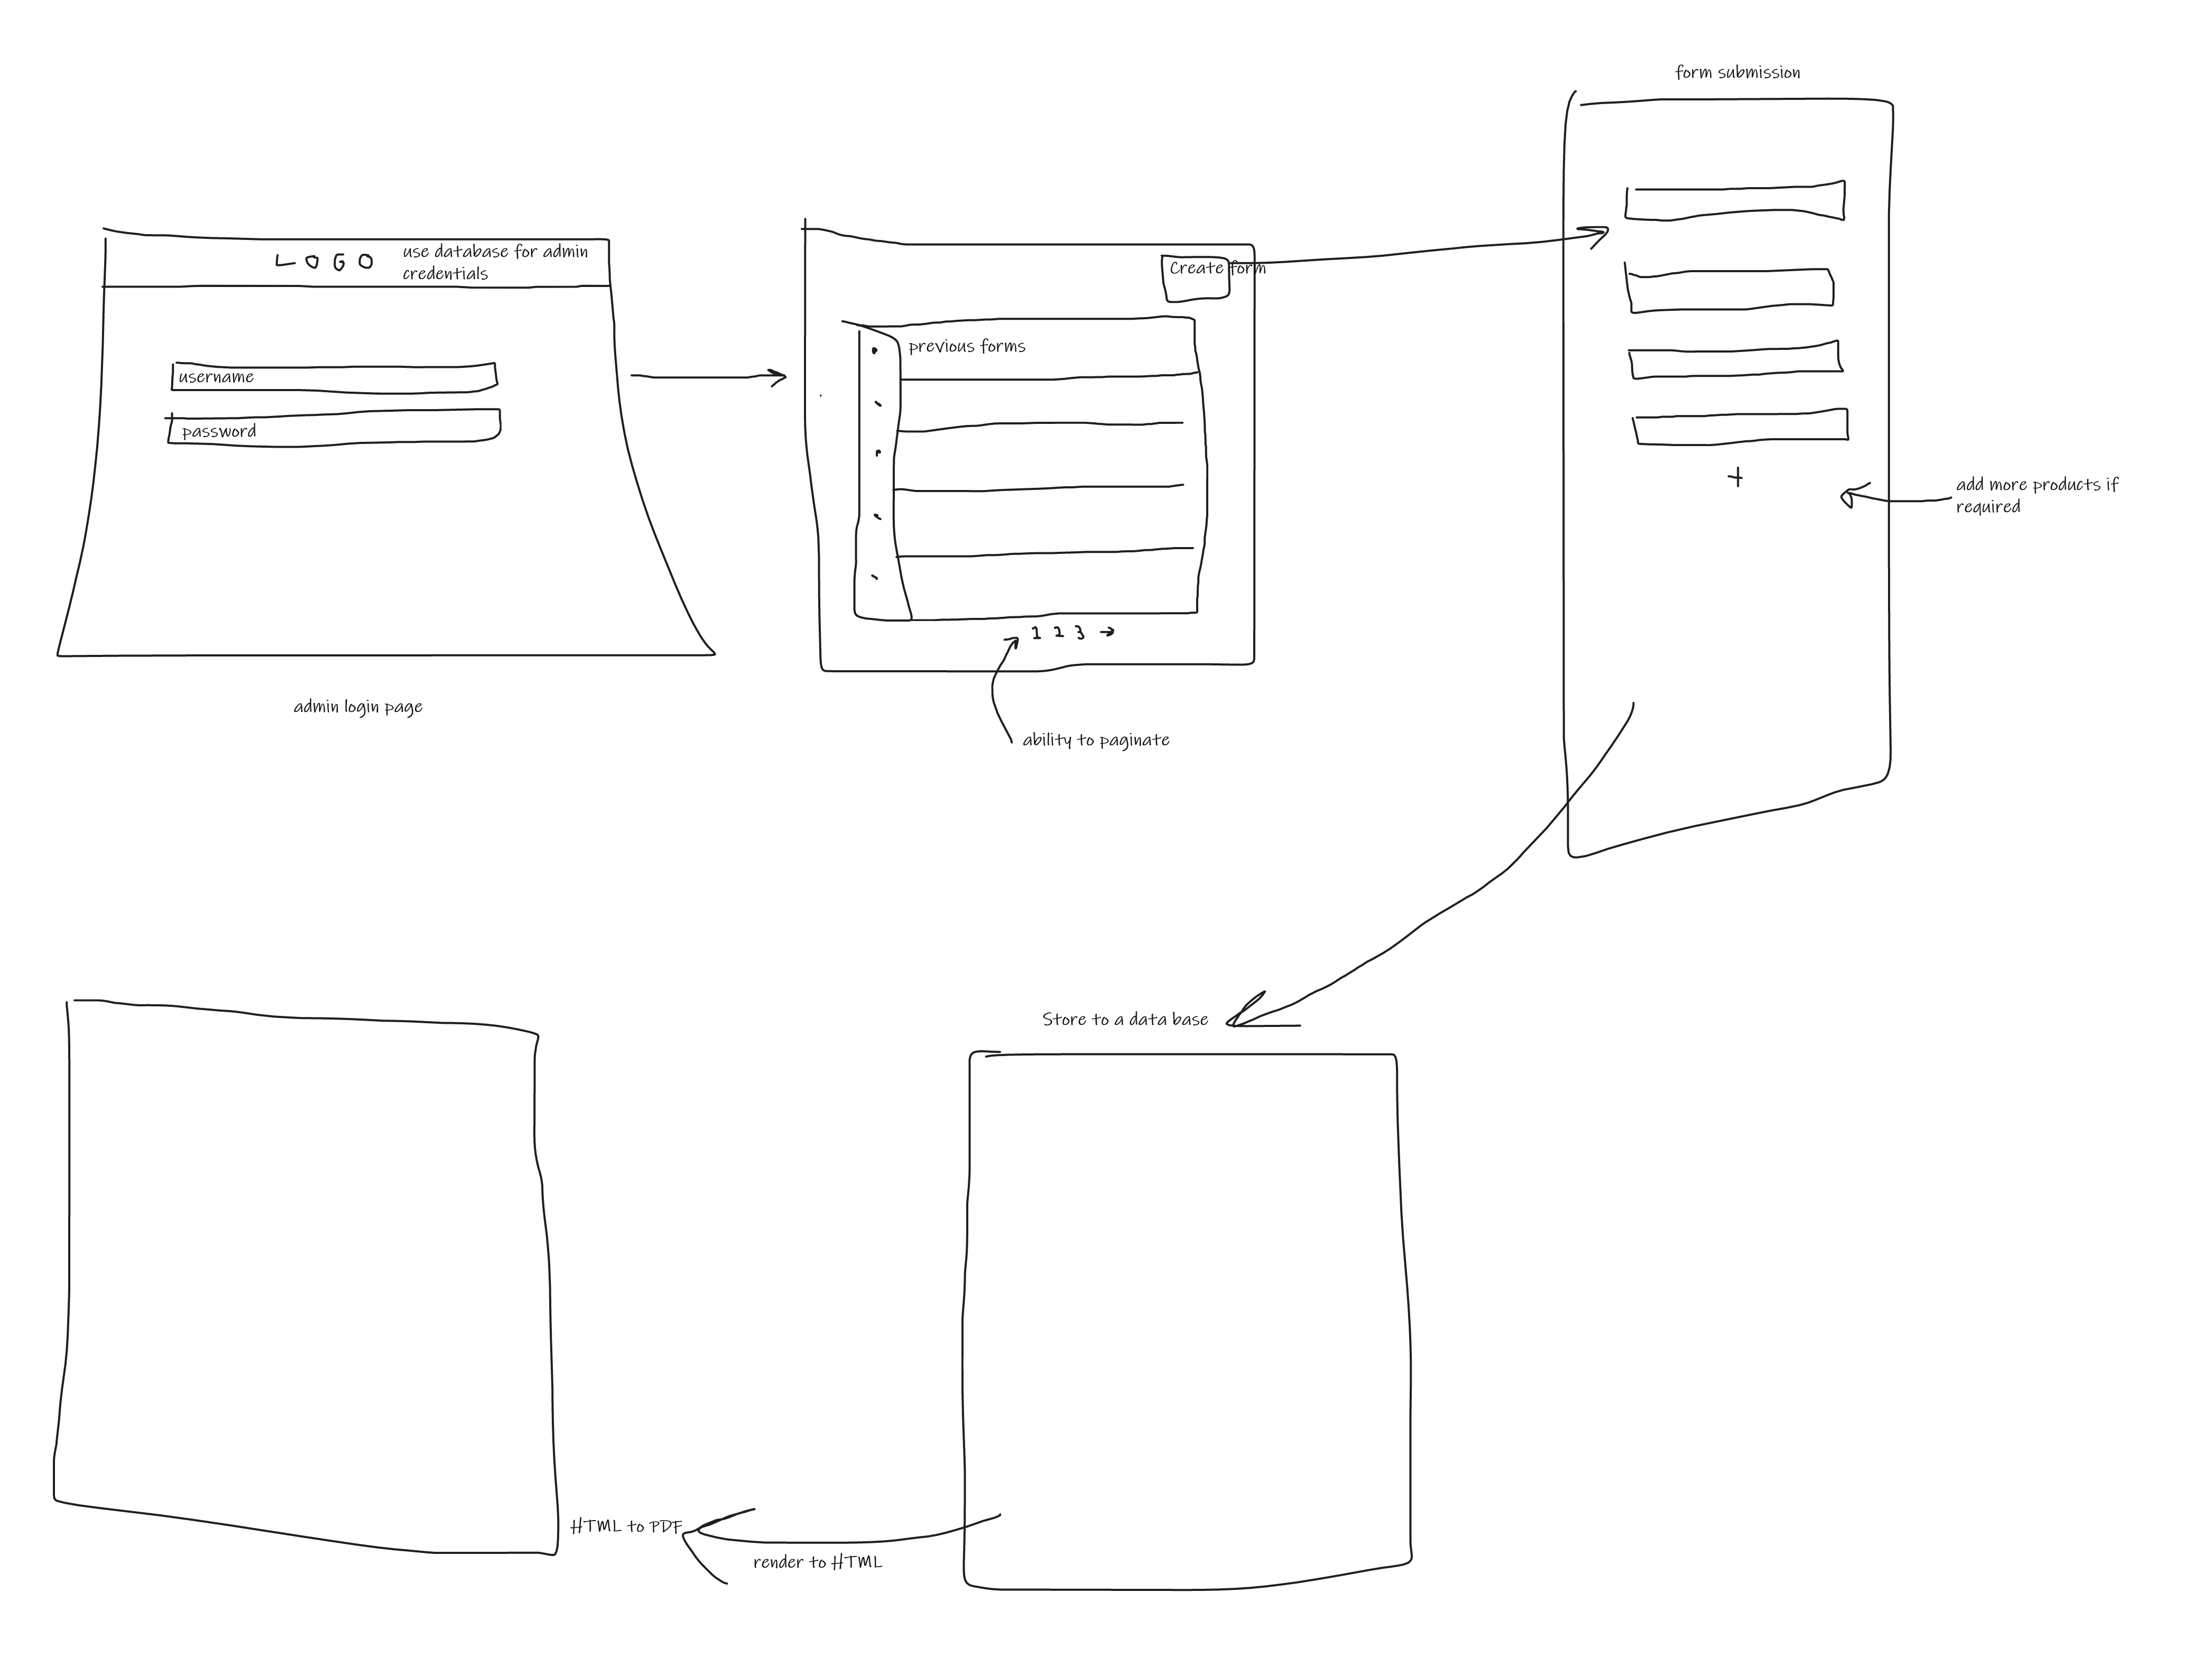 form submission
LOGO
use database for admin
credentials
Create form
previous forms
username
password
add more products if
required
1 2 3
admin login page
ability to paginate
Store to a data base
HTML to PDF
render to HTML